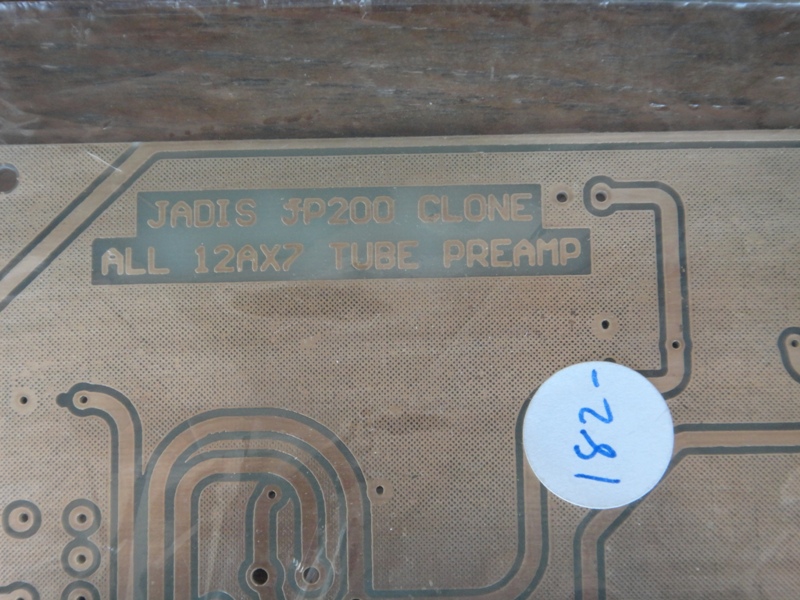 JADIS JP200 CLONE
ALL 12AX7 TUBE PREAMP
182-